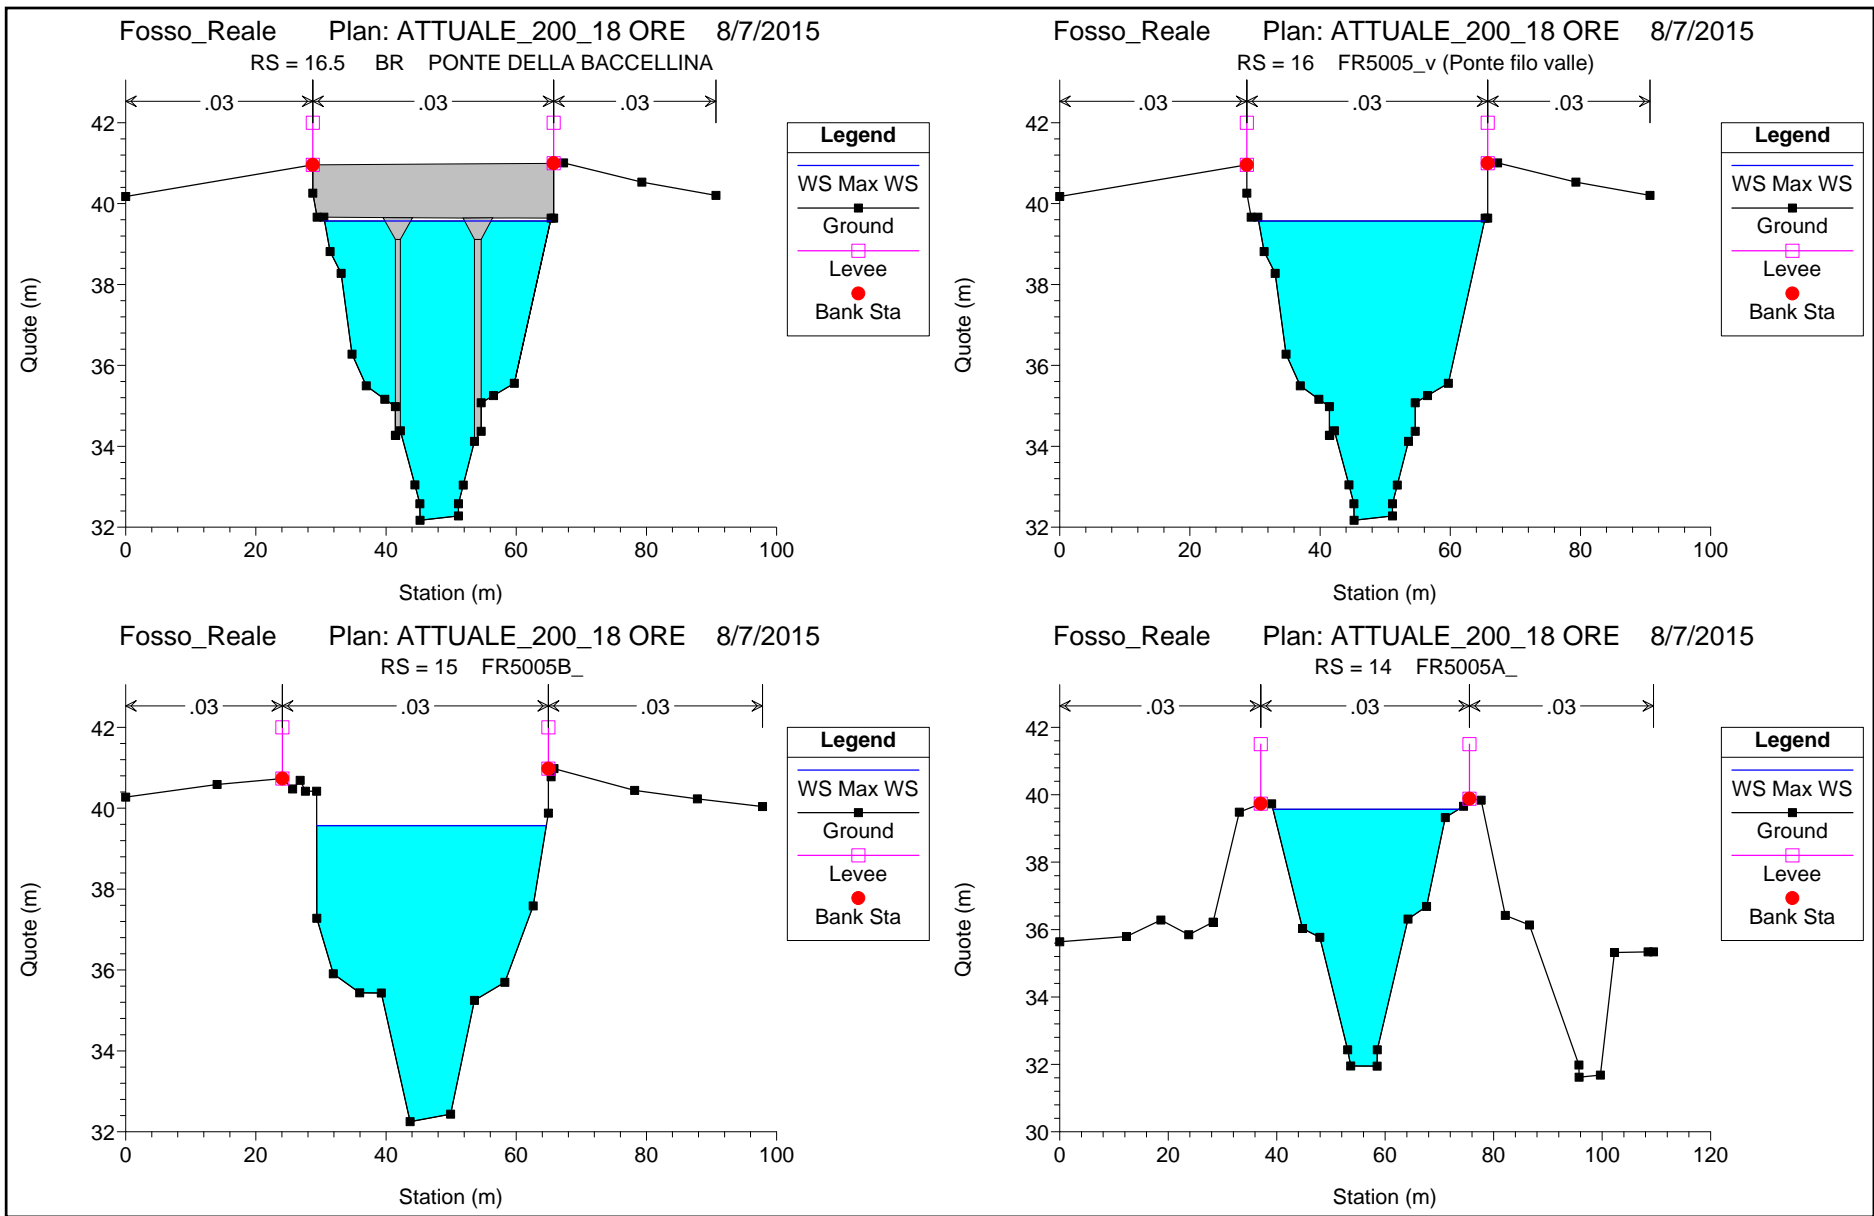 Fosso_Reale Plan: ATTUALE_200_18 ORE 8/7/2015
RS = 16.5 BR PONTE DELLA BACCELLINA
.03 .03 .03
42
40
38
36
34
32
Quote (m)
0 20 40 60 80 100
Station (m)
Legend
WS Max WS
Ground
Levee
Bank Sta
Fosso_Reale Plan: ATTUALE_200_18 ORE 8/7/2015
RS = 16 FR5005_v (Ponte filo valle)
.03 .03 .03
42
40
38
36
34
32
Quote (m)
0 20 40 60 80 100
Station (m)
Legend
WS Max WS
Ground
Levee
Bank Sta
Fosso_Reale Plan: ATTUALE_200_18 ORE 8/7/2015
RS = 15 FR5005B_
.03 .03 .03
42
40
38
36
34
32
Quote (m)
0 20 40 60 80 100
Station (m)
Legend
WS Max WS
Ground
Levee
Bank Sta
Fosso_Reale Plan: ATTUALE_200_18 ORE 8/7/2015
RS = 14 FR5005A_
.03 .03 .03
42
40
38
36
34
32
30
Quote (m)
0 20 40 60 80 100 120
Station (m)
Legend
WS Max WS
Ground
Levee
Bank Sta